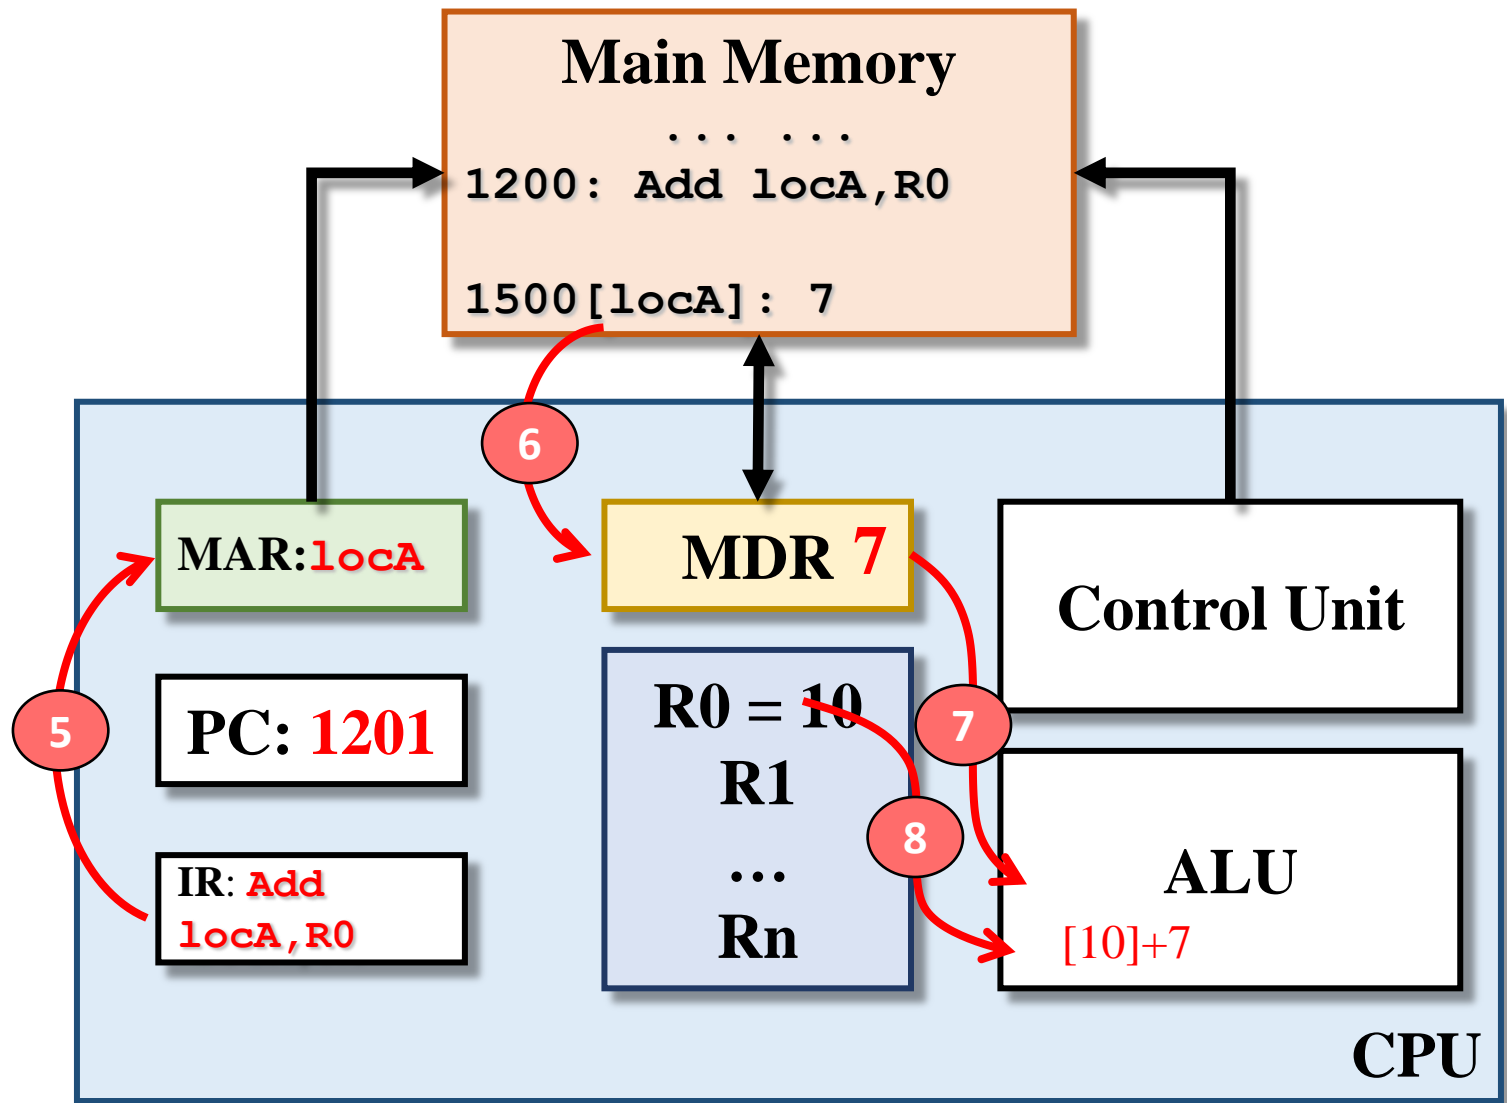 Main Memory
... ...
1200: Add locA,R0
1500[locA]: 7
6
MAR:locA
MDR 7
Control Unit
5
PC: 1201
R0 = 10
7
R1
8
...
ALU
IR: Add
locA,R0
Rn
[10]+7
CPU